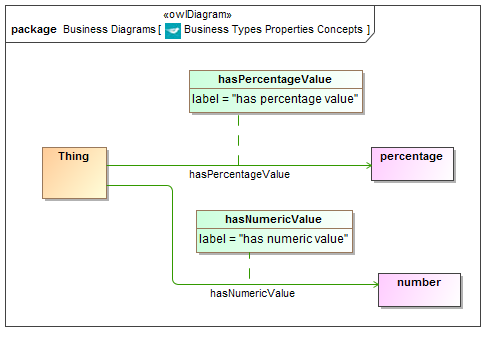 «owlDiagram»
package Business Diagrams [ Business Types Properties Concepts ]
hasPercentageValue
label = "has percentage value"
Thing
percentage
hasPercentageValue
hasNumericValue
label = "has numeric value"
number
hasNumericValue